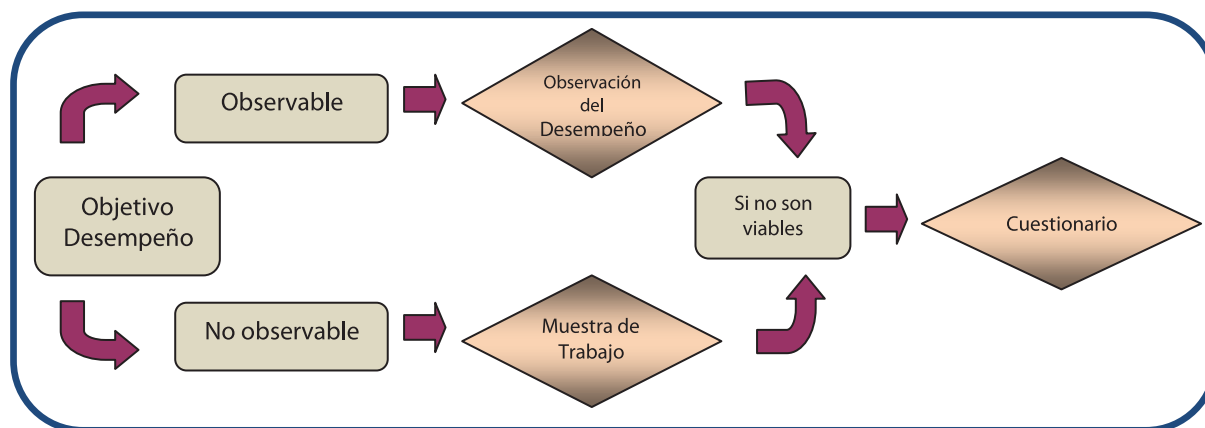 Observable
Observación
del
Desempeño
Objetivo
Desempeño
Si no son
viables
Cuestionario
No observable
Muestra de
Trabajo